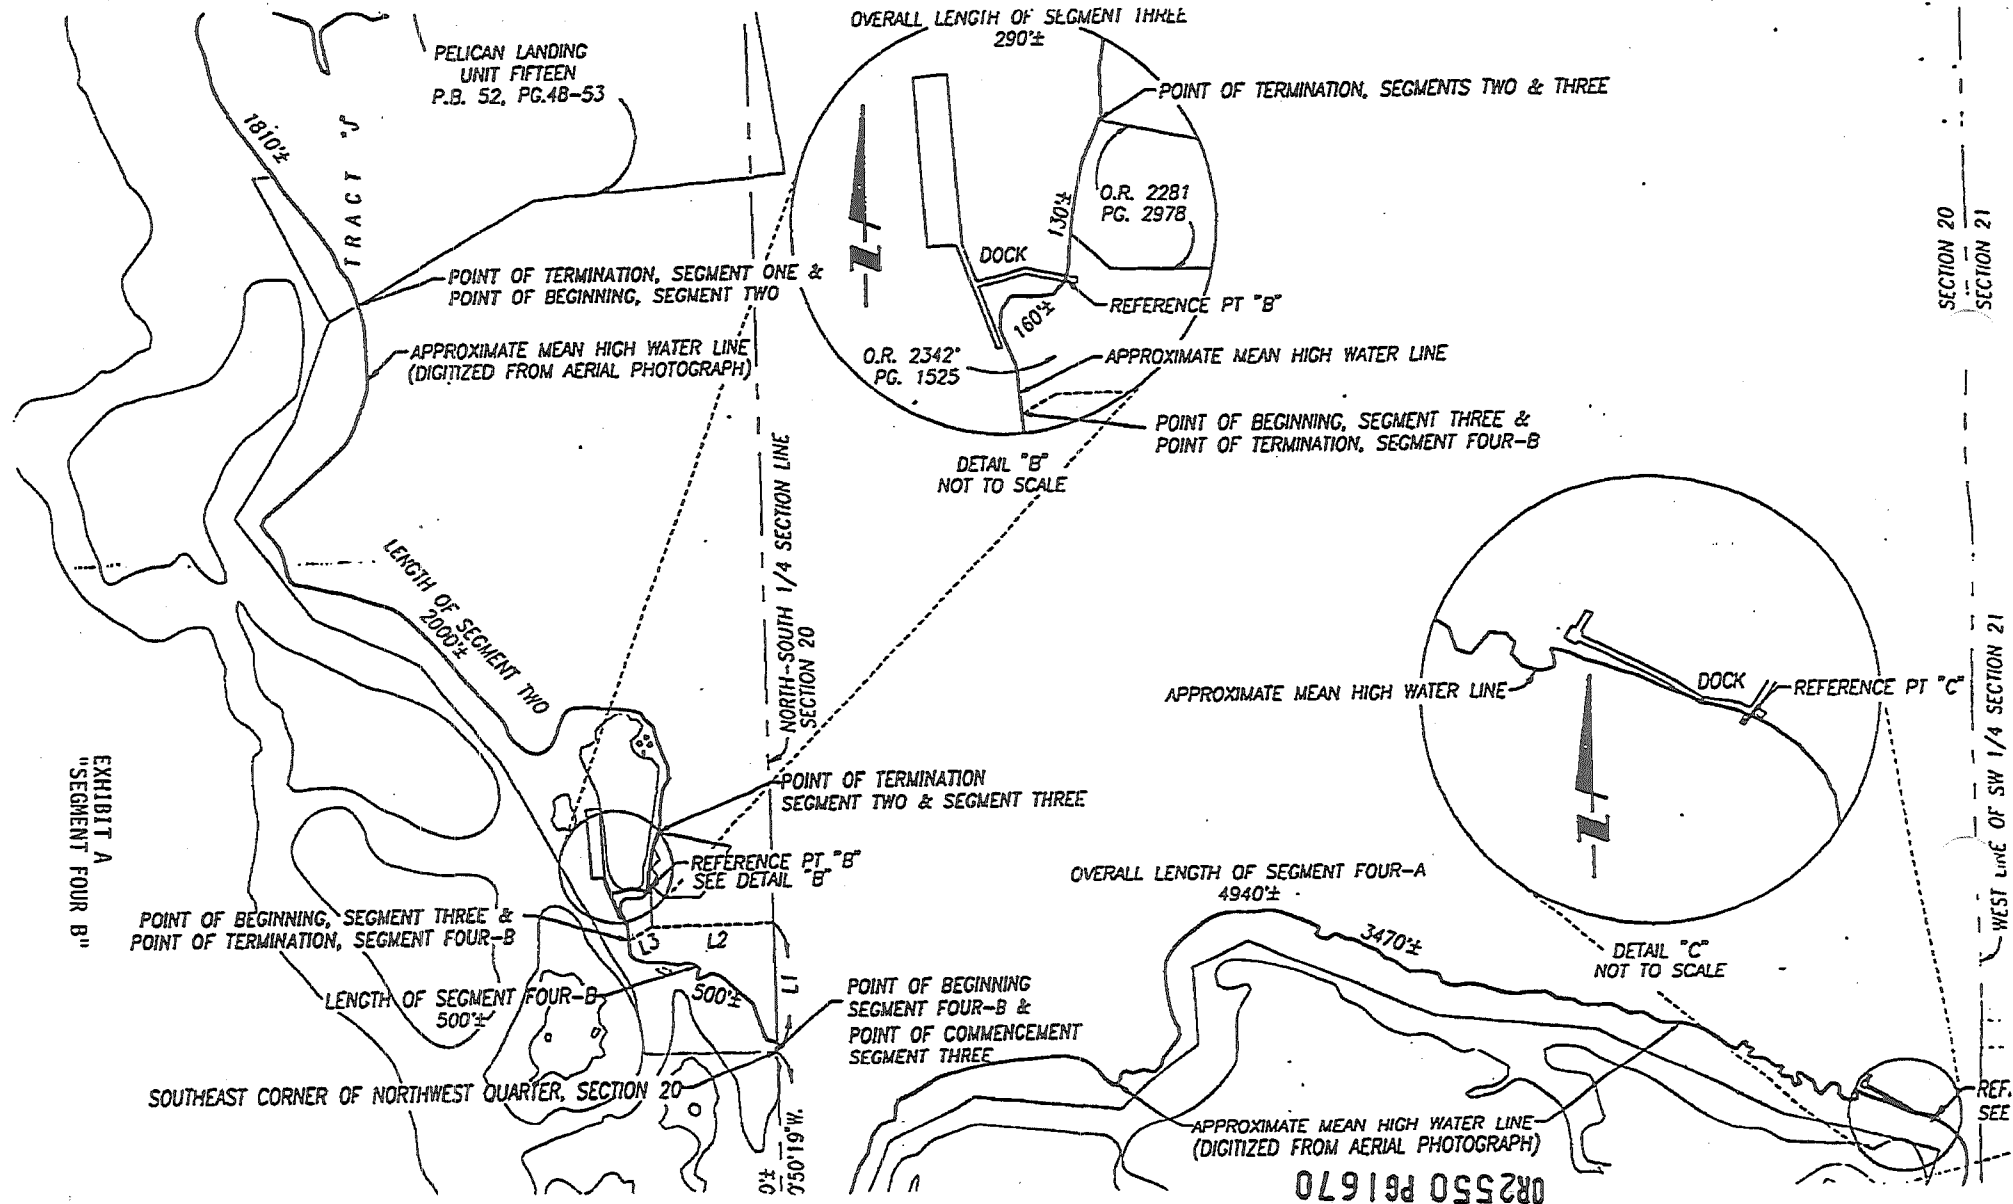 OVERALL LENGTH OF SEGMENT THREE
290'±
PELICAN LANDING
UNIT FIFTEEN
P.B. 52, PG.48-53
1810'±
TRACT "J"
POINT OF TERMINATION, SEGMENTS TWO & THREE
O.R. 2281
PG. 2978
130'±
DOCK
N
REFERENCE PT "B"
160'±
O.R. 2342
PG. 1525
APPROXIMATE MEAN HIGH WATER LINE
POINT OF BEGINNING, SEGMENT THREE &
POINT OF TERMINATION, SEGMENT FOUR-B
DETAIL "B"
NOT TO SCALE
SECTION 20
SECTION 21
POINT OF TERMINATION, SEGMENT ONE &
POINT OF BEGINNING, SEGMENT TWO
APPROXIMATE MEAN HIGH WATER LINE
(DIGITIZED FROM AERIAL PHOTOGRAPH)
NORTH-SOUTH 1/4 SECTION LINE
SECTION 20
LENGTH OF SEGMENT TWO
2000'±
APPROXIMATE MEAN HIGH WATER LINE
DOCK
REFERENCE PT "C"
N
DETAIL "C"
NOT TO SCALE
WEST LINE OF SW 1/4 SECTION 21
EXHIBIT A
"SEGMENT FOUR B"
POINT OF TERMINATION
SEGMENT TWO & SEGMENT THREE
REFERENCE PT "B"
SEE DETAIL "B"
POINT OF BEGINNING, SEGMENT THREE &
POINT OF TERMINATION, SEGMENT FOUR-B
L3
L2
L1
LENGTH OF SEGMENT FOUR-B
500'±
500'±
POINT OF BEGINNING
SEGMENT FOUR-B &
POINT OF COMMENCEMENT
SEGMENT THREE
SOUTHEAST CORNER OF NORTHWEST QUARTER, SECTION 20
0'±
0°50'19"W.
OVERALL LENGTH OF SEGMENT FOUR-A
4940'±
3470'±
APPROXIMATE MEAN HIGH WATER LINE
(DIGITIZED FROM AERIAL PHOTOGRAPH)
REF.
SEE
OR2550 PG1670